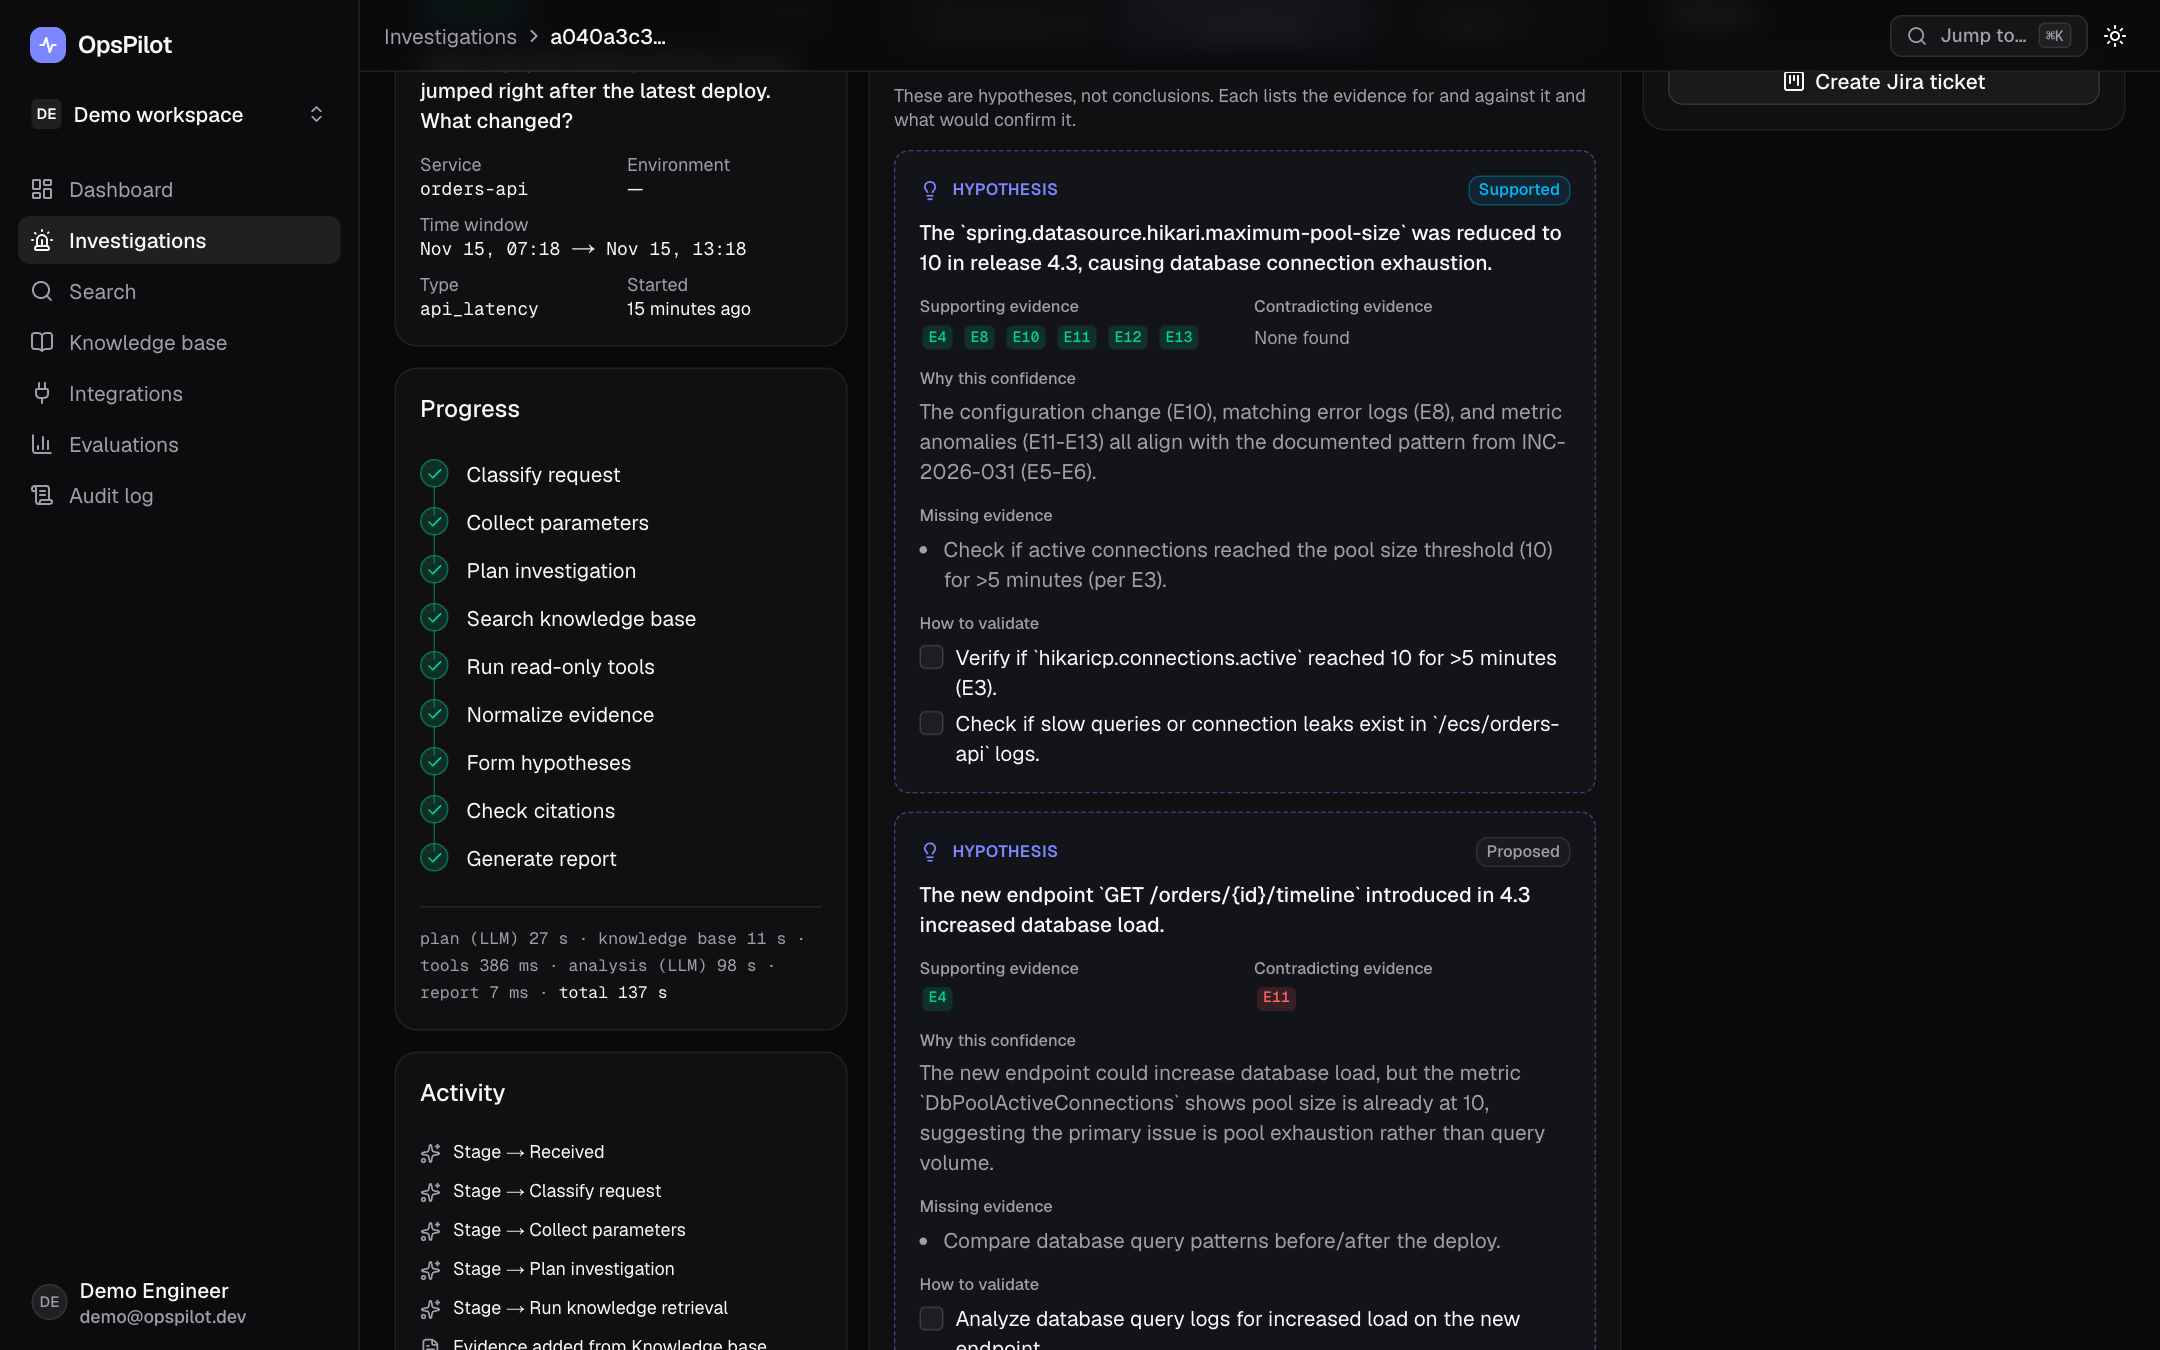 OpsPilot
DE Demo workspace
Dashboard
Investigations
Search
Knowledge base
Integrations
Evaluations
Audit log
DE
Demo Engineer
demo@opspilot.dev
Investigations > a040a3c3...
Jump to... ⌘K
jumped right after the latest deploy.
What changed?
Service
orders-api
Environment
—
Time window
Nov 15, 07:18 → Nov 15, 13:18
Type
api_latency
Started
15 minutes ago
Progress
Classify request
Collect parameters
Plan investigation
Search knowledge base
Run read-only tools
Normalize evidence
Form hypotheses
Check citations
Generate report
plan (LLM) 27 s · knowledge base 11 s ·
tools 386 ms · analysis (LLM) 98 s ·
report 7 ms · total 137 s
Activity
Stage → Received
Stage → Classify request
Stage → Collect parameters
Stage → Plan investigation
Stage → Run knowledge retrieval
Evidence added from Knowledge base
These are hypotheses, not conclusions. Each lists the evidence for and against it and
what would confirm it.
HYPOTHESIS
Supported
The `spring.datasource.hikari.maximum-pool-size` was reduced to
10 in release 4.3, causing database connection exhaustion.
Supporting evidence
E4 E8 E10 E11 E12 E13
Contradicting evidence
None found
Why this confidence
The configuration change (E10), matching error logs (E8), and metric
anomalies (E11-E13) all align with the documented pattern from INC-
2026-031 (E5-E6).
Missing evidence
• Check if active connections reached the pool size threshold (10)
for >5 minutes (per E3).
How to validate
Verify if `hikaricp.connections.active` reached 10 for >5 minutes
(E3).
Check if slow queries or connection leaks exist in `/ecs/orders-
api` logs.
HYPOTHESIS
Proposed
The new endpoint `GET /orders/{id}/timeline` introduced in 4.3
increased database load.
Supporting evidence
E4
Contradicting evidence
E11
Why this confidence
The new endpoint could increase database load, but the metric
`DbPoolActiveConnections` shows pool size is already at 10,
suggesting the primary issue is pool exhaustion rather than query
volume.
Missing evidence
• Compare database query patterns before/after the deploy.
How to validate
Analyze database query logs for increased load on the new
endpoint
Create Jira ticket